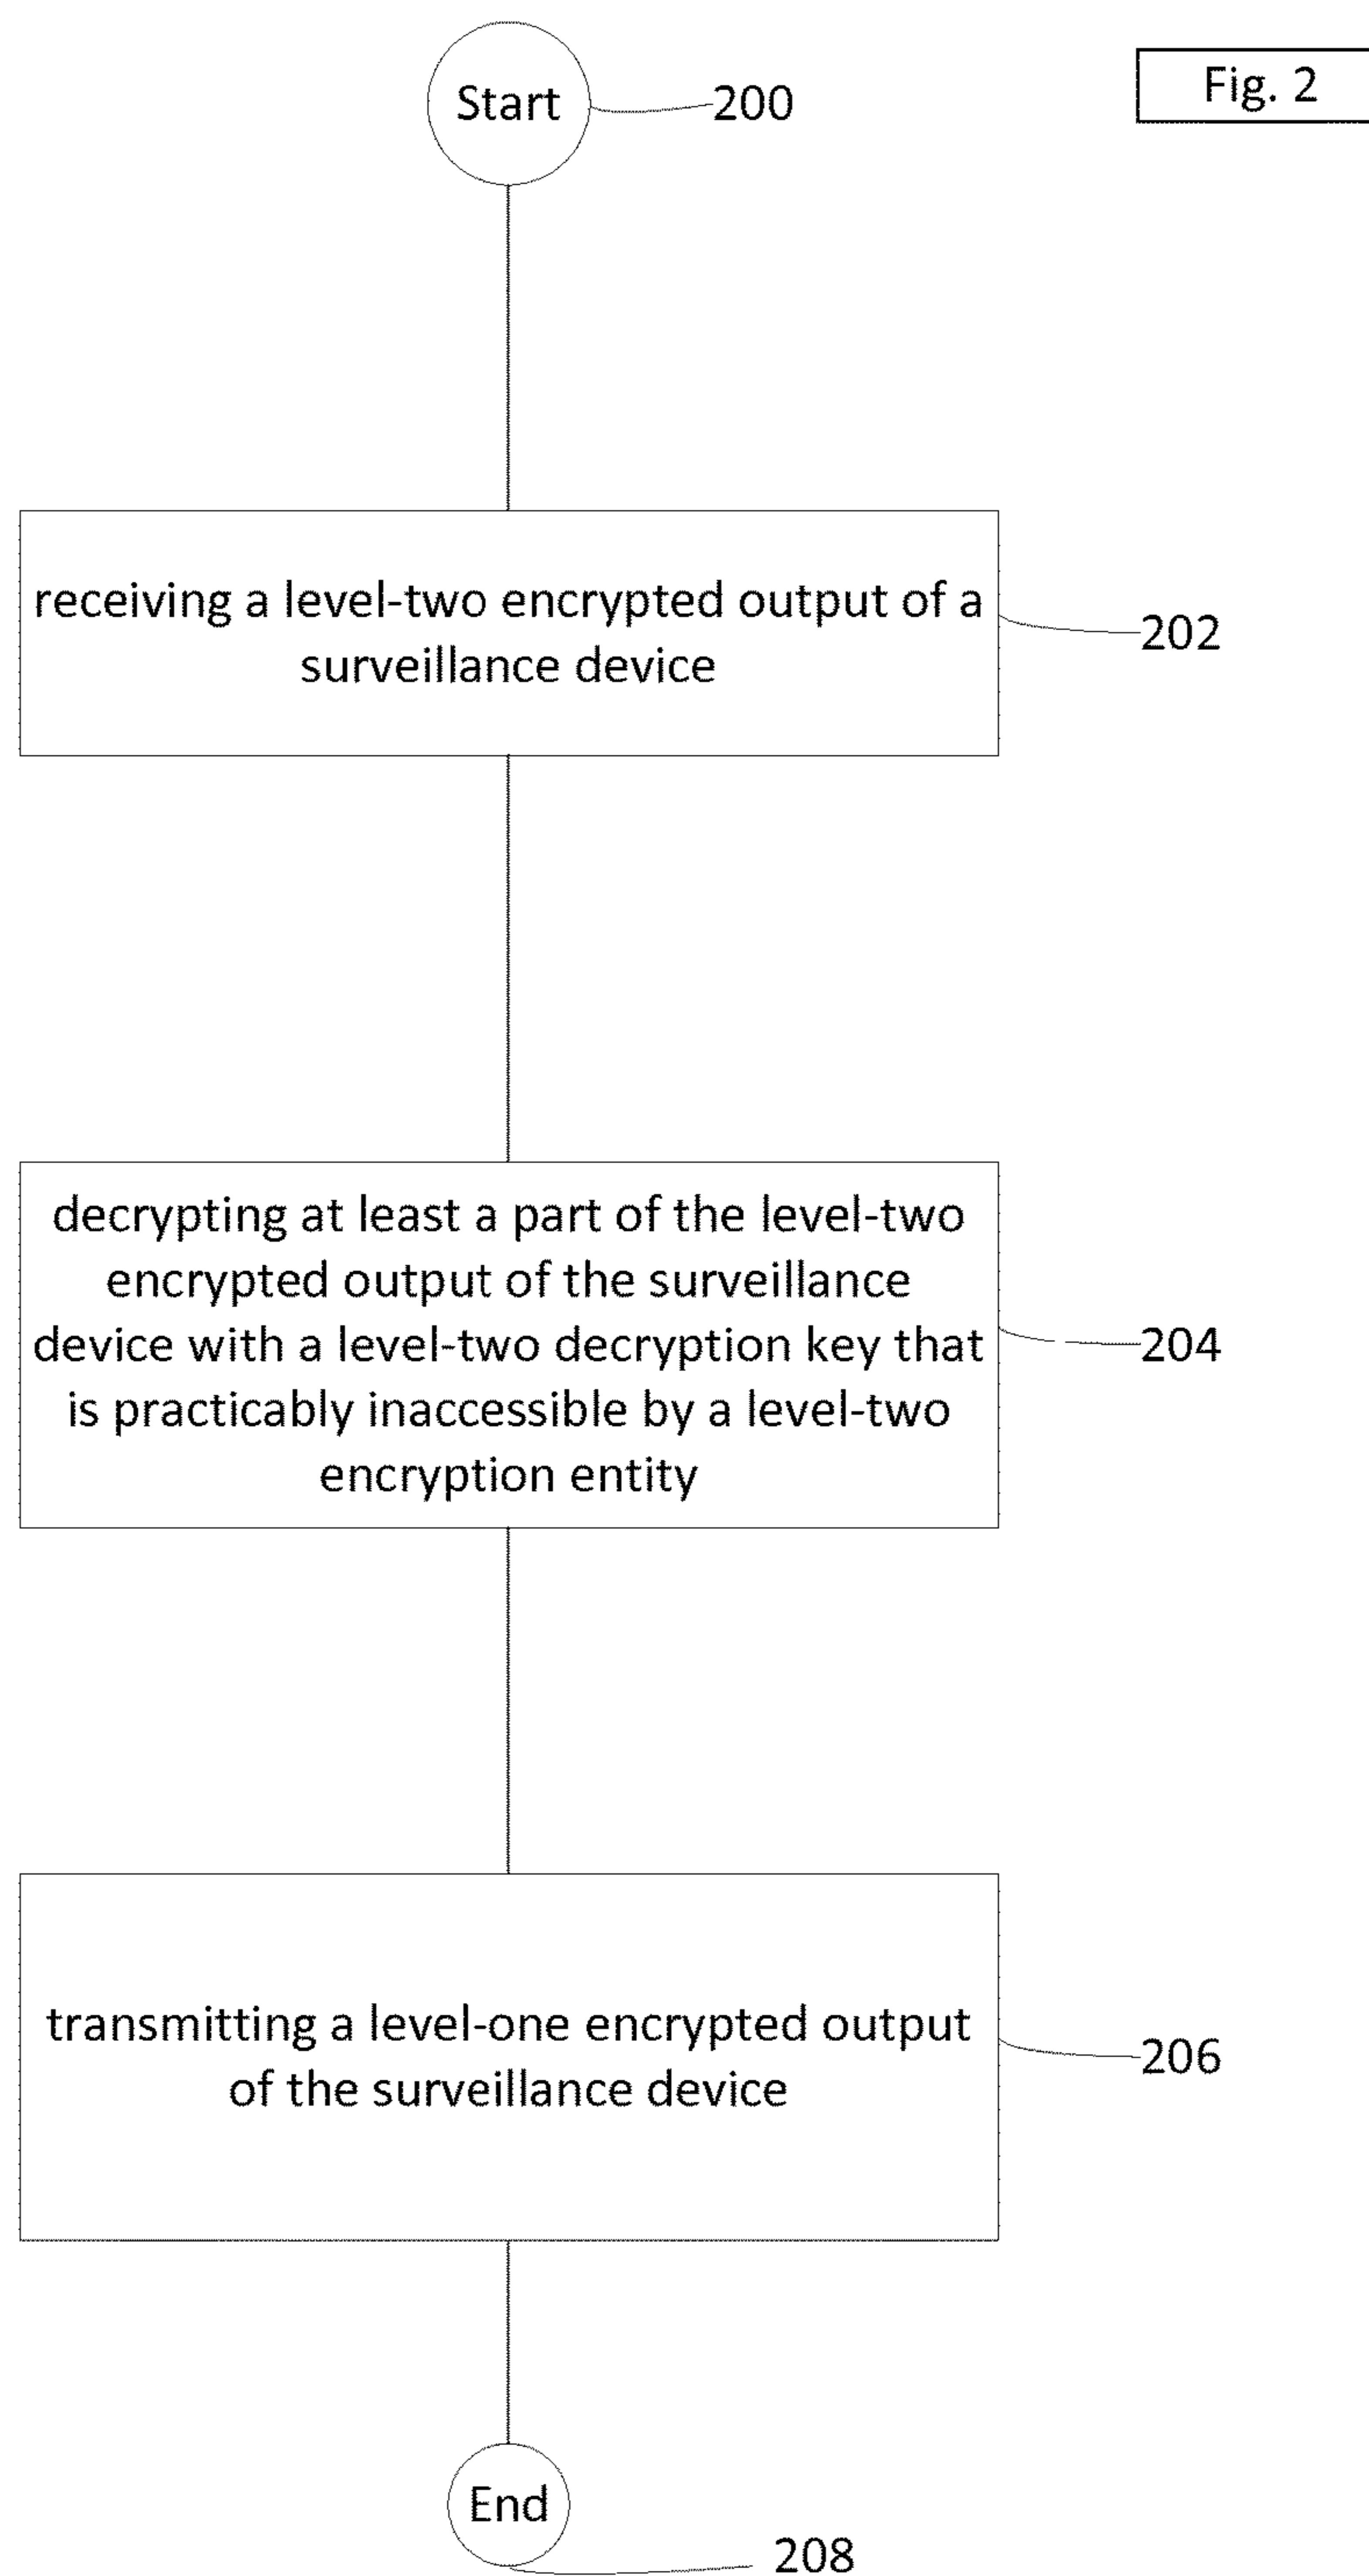 Fig. 2
Start
200
receiving a level-two encrypted output of a
surveillance device
202
decrypting at least a part of the level-two
encrypted output of the surveillance
device with a level-two decryption key that
is practicably inaccessible by a level-two
encryption entity
204
transmitting a level-one encrypted output
of the surveillance device
206
End
208